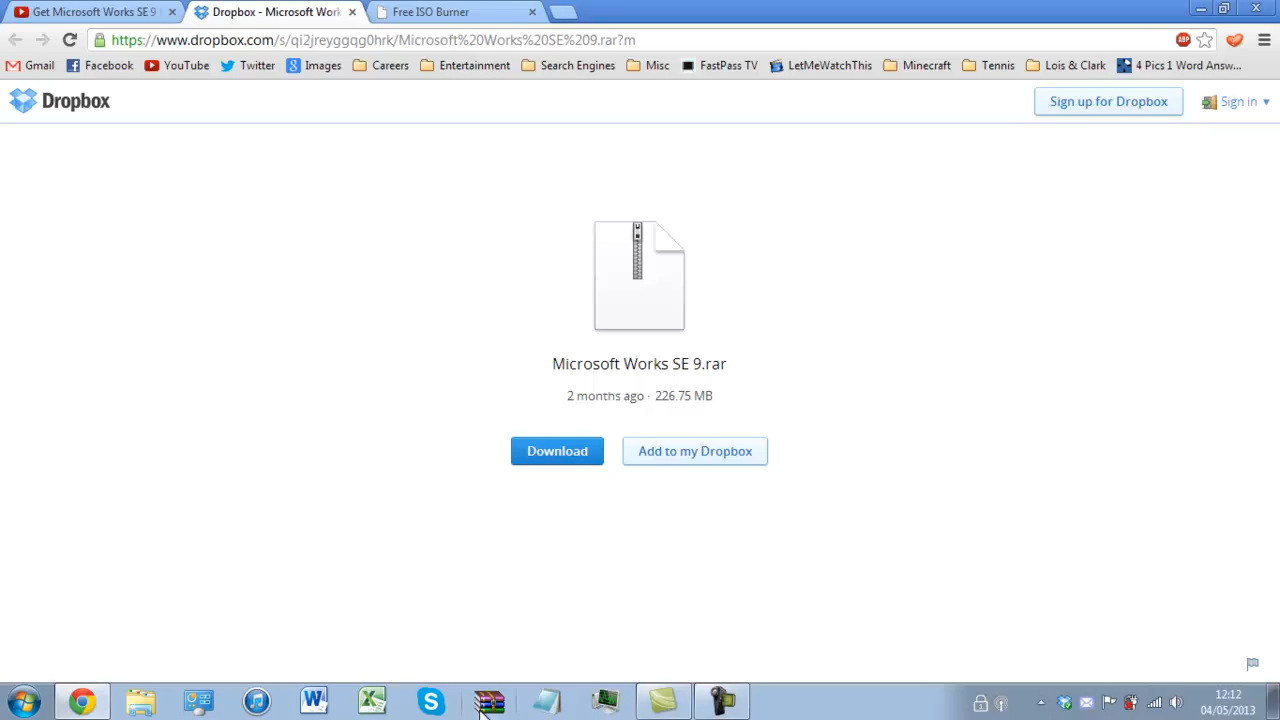 Get Microsoft Works SE 9
Dropbox - Microsoft Work
Free ISO Burner
https://www.dropbox.com/s/qi2jreyggqg0hrk/Microsoft%20Works%20SE%209.rar?m
ABP
Gmail
Facebook
YouTube
Twitter
Images
Careers
Entertainment
Search Engines
Misc
FastPass TV
LetMeWatchThis
Minecraft
Tennis
Lois & Clark
4 Pics 1 Word Answ...
Dropbox
Sign up for Dropbox
Sign in
Microsoft Works SE 9.rar
2 months ago · 226.75 MB
Download
Add to my Dropbox
12:12
04/05/2013